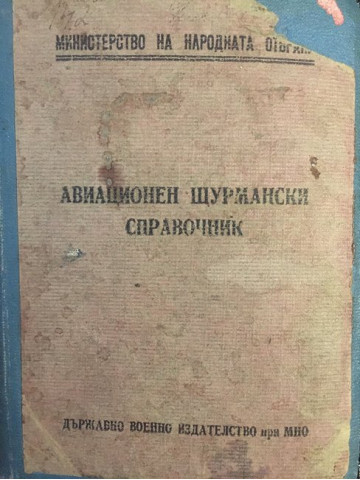 МИНИСТЕРСТВО НА НАРОДНАТА
АВИАЦИОНЕН ЩУРМАНСКИ
СПРАВОЧНИК
ДЪРЖАВНО ВОЕННО ИЗДАТЕЛСТВО при МНО